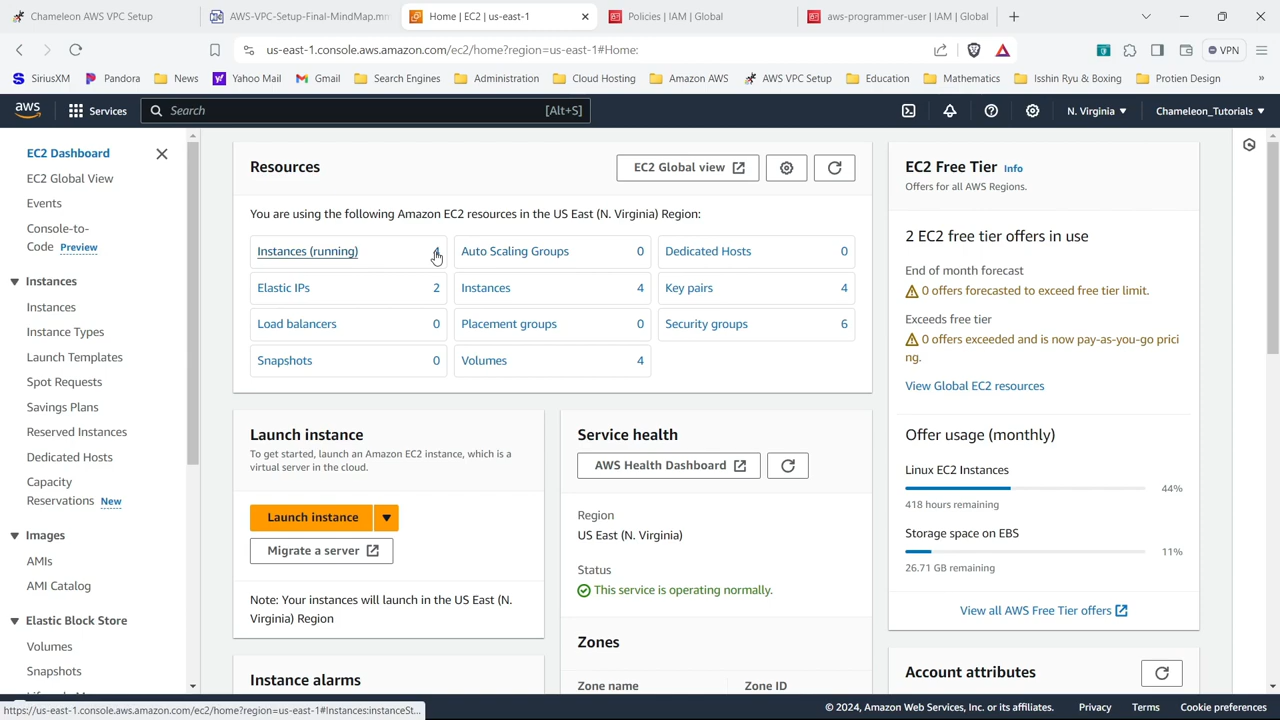 Chameleon AWS VPC Setup
AWS-VPC-Setup-Final-MindMap.mn
Home | EC2 | us-east-1
Policies | IAM | Global
aws-programmer-user | IAM | Global
us-east-1.console.aws.amazon.com/ec2/home?region=us-east-1#Home:
VPN
SiriusXM
Pandora
News
Yahoo Mail
Gmail
Search Engines
Administration
Cloud Hosting
Amazon AWS
AWS VPC Setup
Education
Mathematics
Isshin Ryu & Boxing
Protien Design
»
aws
Services
Search
[Alt+S]
N. Virginia
Chameleon_Tutorials
EC2 Dashboard
EC2 Global View
Events
Console-to-
Code Preview
Instances
Instances
Instance Types
Launch Templates
Spot Requests
Savings Plans
Reserved Instances
Dedicated Hosts
Capacity
Reservations New
Images
AMIs
AMI Catalog
Elastic Block Store
Volumes
Snapshots
Resources
EC2 Global view
You are using the following Amazon EC2 resources in the US East (N. Virginia) Region:
Instances (running)
Auto Scaling Groups 0
Dedicated Hosts 0
Elastic IPs 2
Instances 4
Key pairs 4
Load balancers 0
Placement groups 0
Security groups 6
Snapshots 0
Volumes 4
Launch instance
To get started, launch an Amazon EC2 instance, which is a
virtual server in the cloud.
Launch instance
Migrate a server
Note: Your instances will launch in the US East (N.
Virginia) Region
Instance alarms
Service health
AWS Health Dashboard
Region
US East (N. Virginia)
Status
This service is operating normally.
Zones
Zone name
Zone ID
EC2 Free Tier Info
Offers for all AWS Regions.
2 EC2 free tier offers in use
End of month forecast
0 offers forecasted to exceed free tier limit.
Exceeds free tier
0 offers exceeded and is now pay-as-you-go prici
ng.
View Global EC2 resources
Offer usage (monthly)
Linux EC2 Instances
44%
418 hours remaining
Storage space on EBS
11%
26.71 GB remaining
View all AWS Free Tier offers
Account attributes
https://us-east-1.console.aws.amazon.com/ec2/home?region=us-east-1#Instances:instanceSt...
© 2024, Amazon Web Services, Inc. or its affiliates.
Privacy
Terms
Cookie preferences